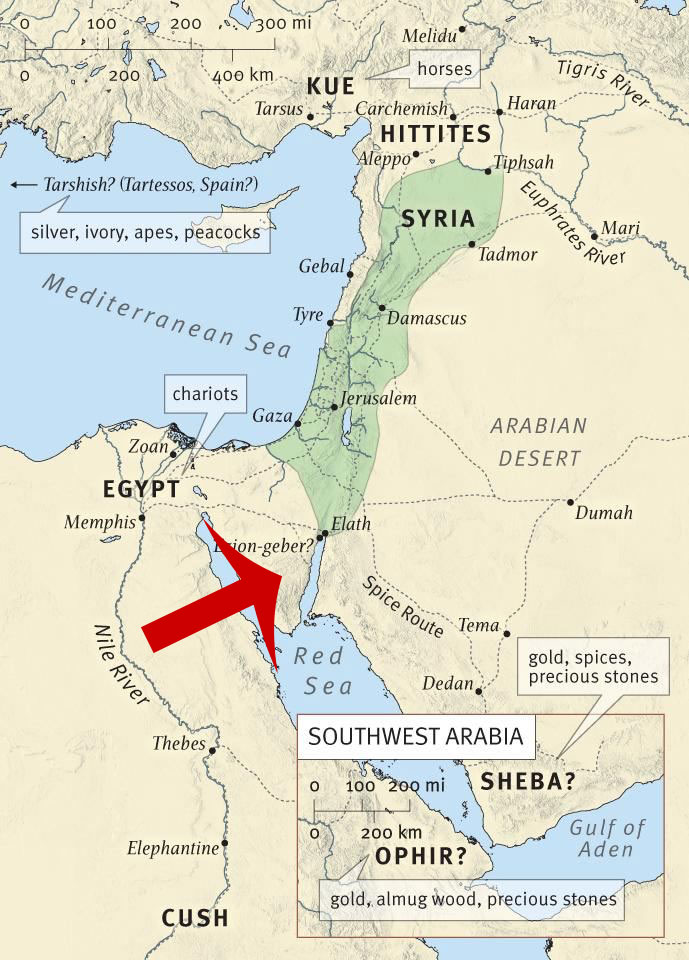 0 100 200 300 mi
0 200 400 km
Melidu
horses
KUE
Tigris River
Tarsus
Carchemish
Haran
HITTITES
Aleppo
Tiphsah
Tarshish? (Tartessos, Spain?)
silver, ivory, apes, peacocks
SYRIA
Euphrates River
Mari
Tadmor
Gebal
Mediterranean Sea
Tyre
Damascus
chariots
Jerusalem
Gaza
ARABIAN
DESERT
Zoan
EGYPT
Memphis
Dumah
Elath
-geber?
Spice Route
Tema
Nile River
Red
Sea
gold, spices,
precious stones
Dedan
SOUTHWEST ARABIA
Thebes
0 100 200 mi
0 200 km
SHEBA?
Gulf of
Aden
Elephantine
OPHIR?
gold, almug wood, precious stones
CUSH